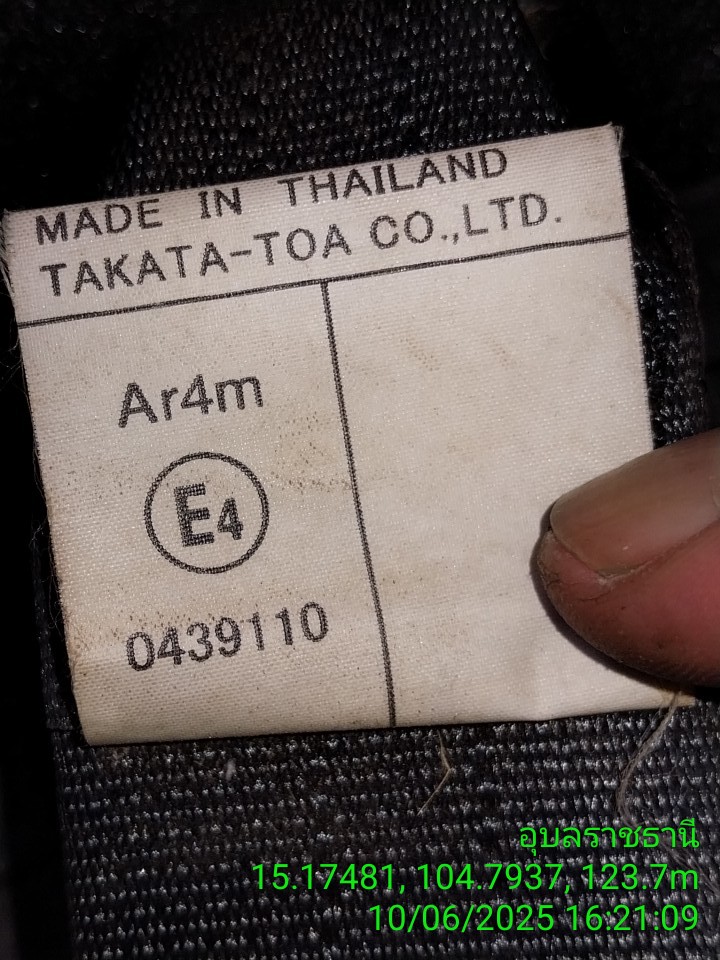 MADE IN THAILAND
TAKATA-TOA CO.,LTD.
Ar4m
E4
0439110
อุบลราชธานี
15.17481, 104.7937, 123.7m
10/06/2025 16:21:09